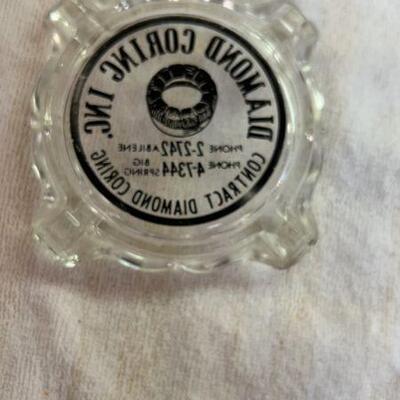 DIAMOND CORING INC.
PHONE 2-2742 ABILENE
PHONE 4-7344 BIG SPRING
CONTRACT DIAMOND CORING